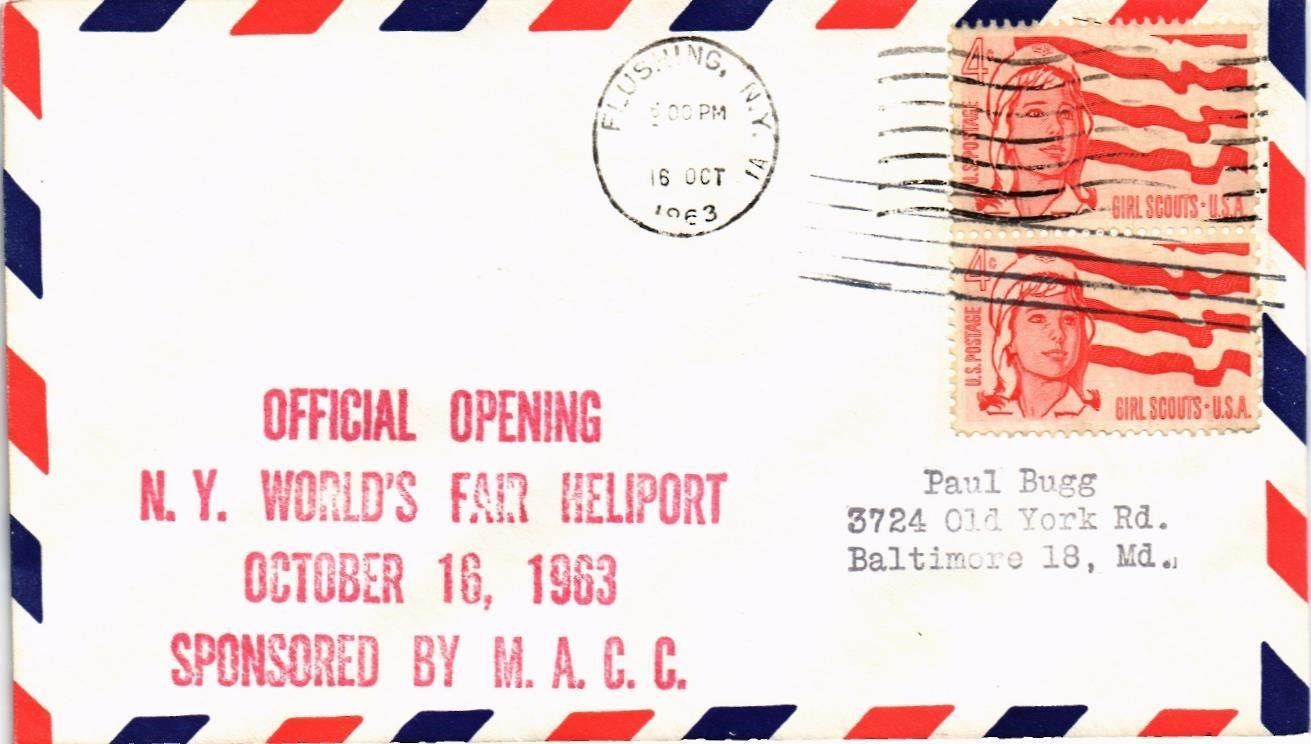 FLUSHING, N.Y. 1A
:00 PM
16 OCT
1963
4c
U.S. POSTAGE
GIRL SCOUTS · U.S.A.
4c
U.S. POSTAGE
GIRL SCOUTS · U.S.A.
OFFICIAL OPENING
N. Y. WORLD'S FAIR HELIPORT
OCTOBER 16, 1963
SPONSORED BY M. A. C. C.
Paul Bugg
3724 Old York Rd.
Baltimore 18, Md.